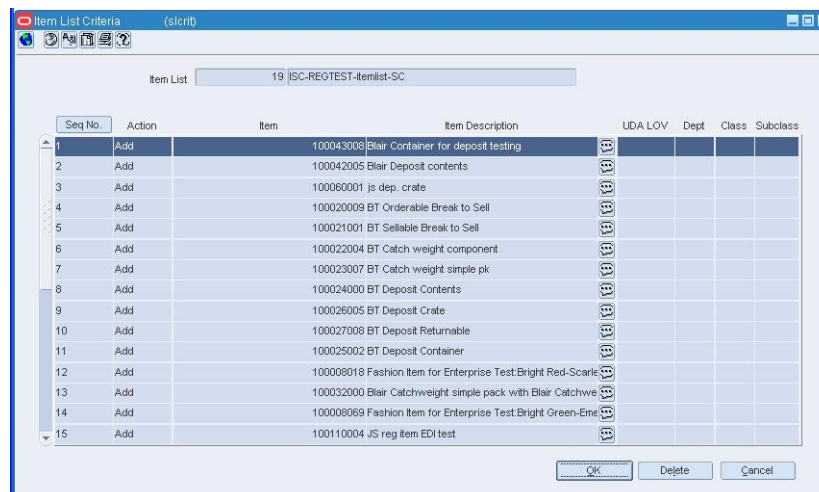 Item List Criteria (slcrit)
Item List 19 ISC-REGTEST-itemlist-SC
Seq No. Action Item Item Description UDA LOV Dept Class Subclass
1 Add 100043008 Blair Container for deposit testing
2 Add 100042005 Blair Deposit contents
3 Add 100060001 js dep. crate
4 Add 100020009 BT Orderable Break to Sell
5 Add 100021001 BT Sellable Break to Sell
6 Add 100022004 BT Catch weight component
7 Add 100023007 BT Catch weight simple pk
8 Add 100024000 BT Deposit Contents
9 Add 100026005 BT Deposit Crate
10 Add 100027008 BT Deposit Returnable
11 Add 100025002 BT Deposit Container
12 Add 100008018 Fashion Item for Enterprise Test:Bright Red-Scarle
13 Add 100032000 Blair Catchweight simple pack with Blair Catchwe
14 Add 100008069 Fashion Item for Enterprise Test:Bright Green-Eme
15 Add 100110004 JS reg item EDI test
OK Delete Cancel